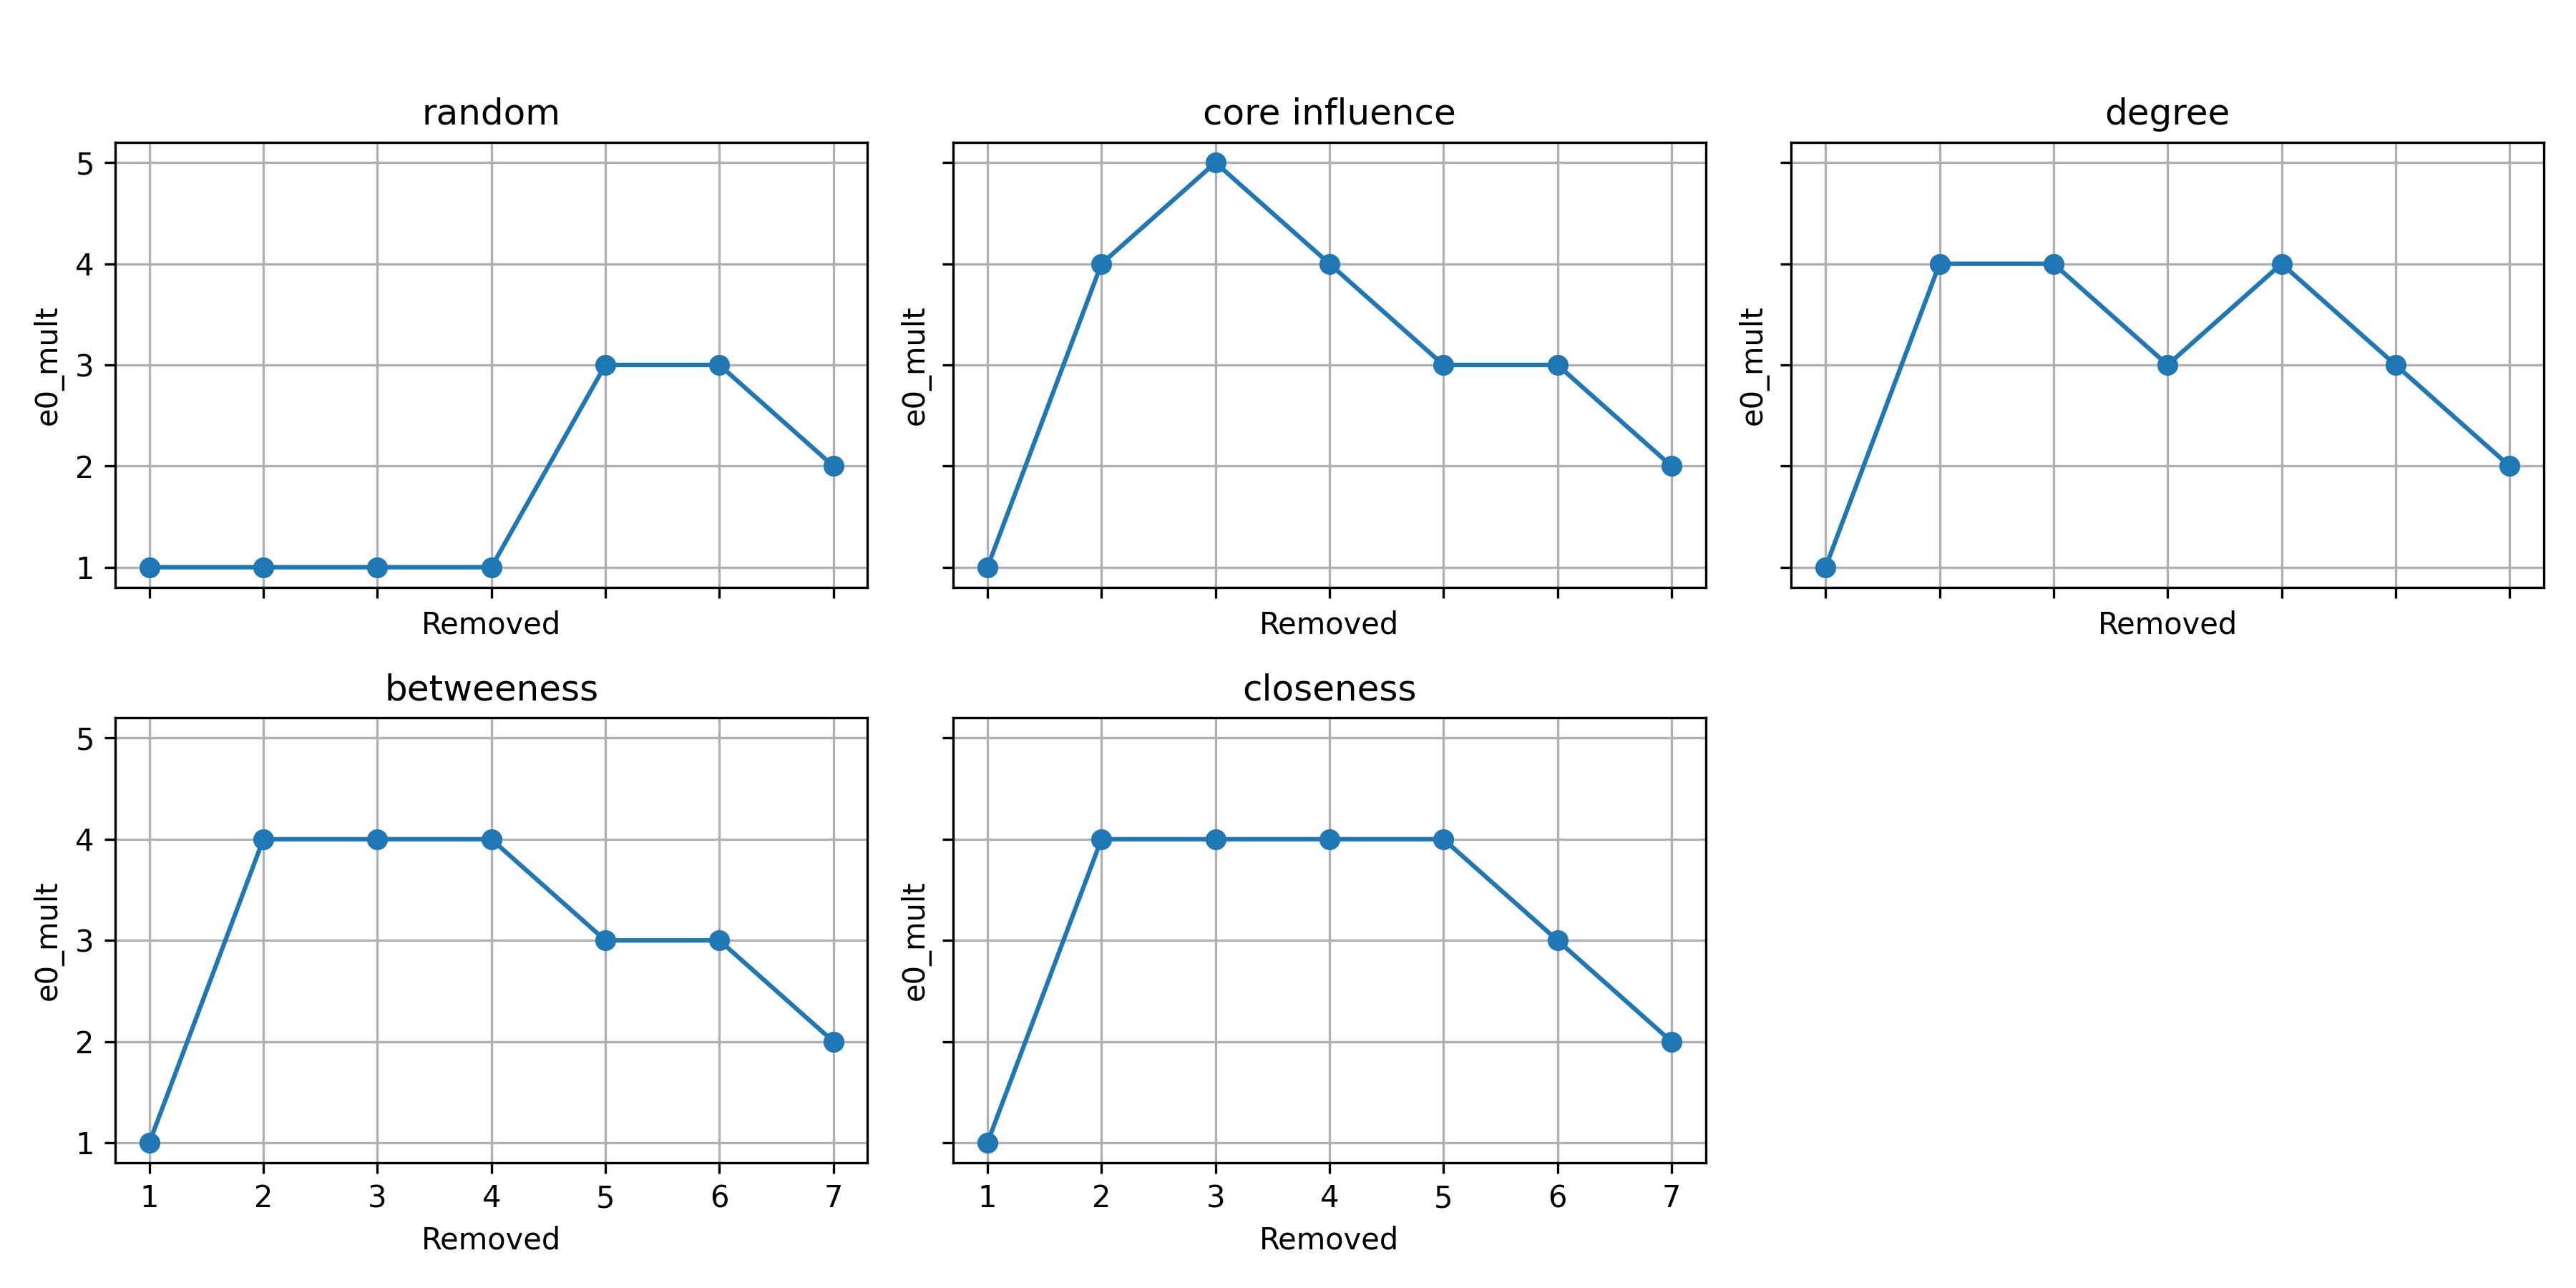 random
core influence
degree
5
4
3
2
1
e0_mult
e0_mult
e0_mult
Removed
Removed
Removed
betweeness
closeness
5
4
3
2
1
e0_mult
e0_mult
1 2 3 4 5 6 7
1 2 3 4 5 6 7
Removed
Removed